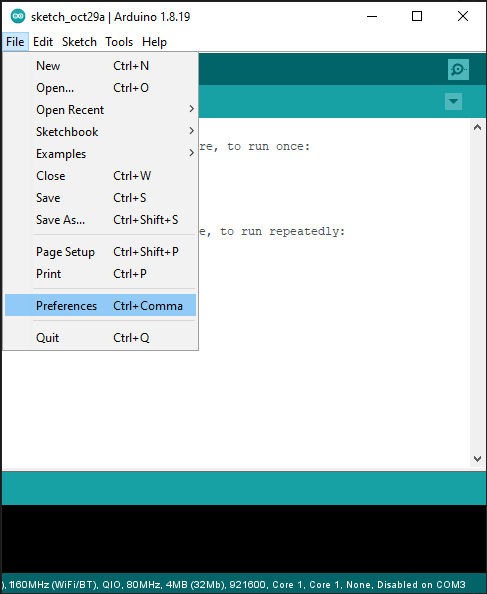 sketch_oct29a | Arduino 1.8.19
File Edit Sketch Tools Help
New Ctrl+N
Open... Ctrl+O
Open Recent
Sketchbook
Examples
Close Ctrl+W
Save Ctrl+S
Save As... Ctrl+Shift+S
Page Setup Ctrl+Shift+P
Print Ctrl+P
Preferences Ctrl+Comma
Quit Ctrl+Q
re, to run once:
e, to run repeatedly:
), 160MHz (WiFi/BT), QIO, 80MHz, 4MB (32Mb), 921600, Core 1, Core 1, None, Disabled on COM3